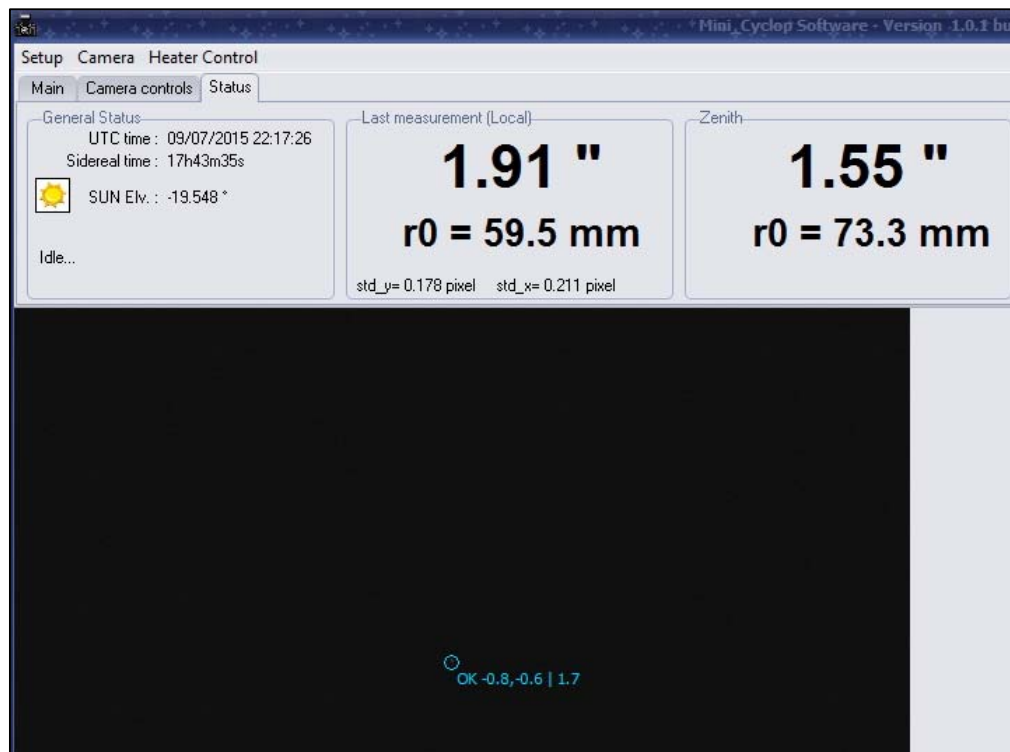 Mini_Cyclop Software - Version 1.0.1 bu
Setup Camera Heater Control
Main Camera controls Status
General Status
UTC time : 09/07/2015 22:17:26
Sidereal time : 17h43m35s
SUN Elv. : -19.548 °
Idle...
Last measurement (Local)
1.91 "
r0 = 59.5 mm
std_y= 0.178 pixel std_x= 0.211 pixel
Zenith
1.55 "
r0 = 73.3 mm
OK -0.8,-0.6 | 1.7